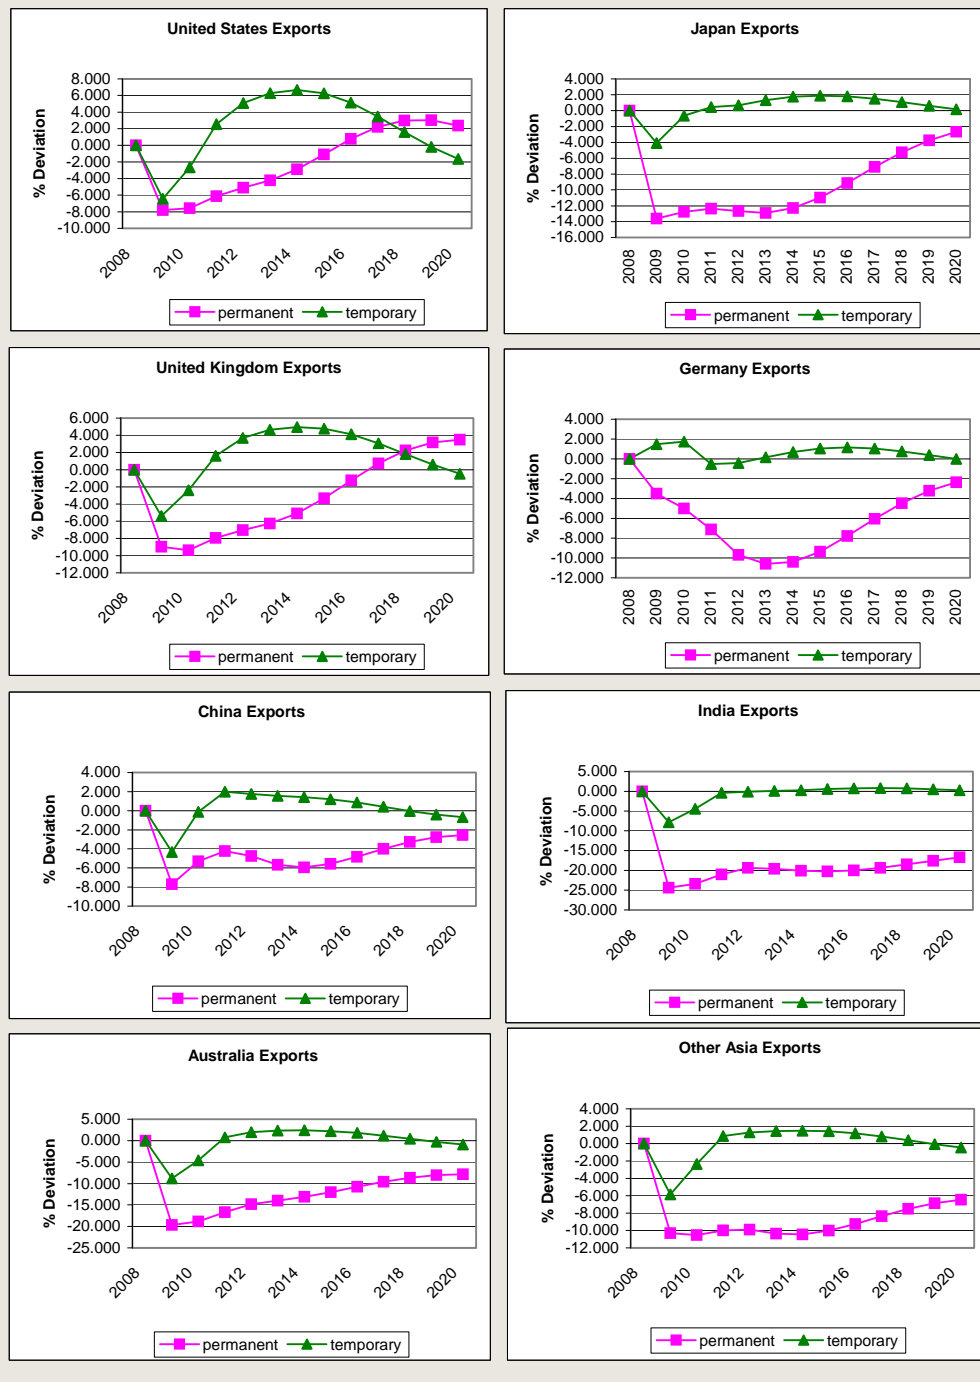 United States Exports
% Deviation
8.000
6.000
4.000
2.000
0.000
-2.000
-4.000
-6.000
-8.000
-10.000
2008 2010 2012 2014 2016 2018 2020
permanent temporary
Japan Exports
% Deviation
4.000
2.000
0.000
-2.000
-4.000
-6.000
-8.000
-10.000
-12.000
-14.000
-16.000
2008 2009 2010 2011 2012 2013 2014 2015 2016 2017 2018 2019 2020
permanent temporary
United Kingdom Exports
% Deviation
6.000
4.000
2.000
0.000
-2.000
-4.000
-6.000
-8.000
-10.000
-12.000
2008 2010 2012 2014 2016 2018 2020
permanent temporary
Germany Exports
% Deviation
4.000
2.000
0.000
-2.000
-4.000
-6.000
-8.000
-10.000
-12.000
2008 2009 2010 2011 2012 2013 2014 2015 2016 2017 2018 2019 2020
permanent temporary
China Exports
% Deviation
4.000
2.000
0.000
-2.000
-4.000
-6.000
-8.000
-10.000
2008 2010 2012 2014 2016 2018 2020
permanent temporary
India Exports
% Deviation
5.000
0.000
-5.000
-10.000
-15.000
-20.000
-25.000
-30.000
2008 2010 2012 2014 2016 2018 2020
permanent temporary
Australia Exports
% Deviation
5.000
0.000
-5.000
-10.000
-15.000
-20.000
-25.000
2008 2010 2012 2014 2016 2018 2020
permanent temporary
Other Asia Exports
% Deviation
4.000
2.000
0.000
-2.000
-4.000
-6.000
-8.000
-10.000
-12.000
2008 2010 2012 2014 2016 2018 2020
permanent temporary